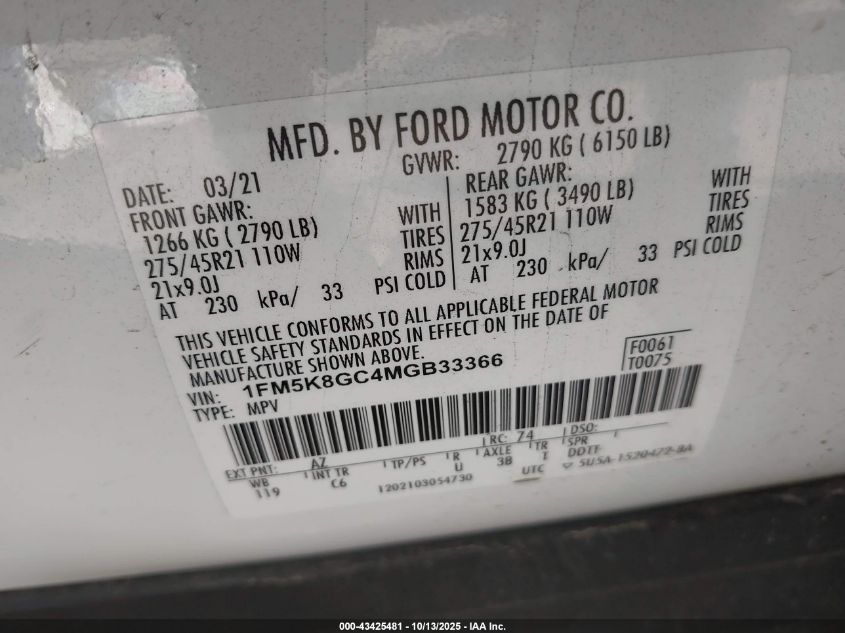 MFD. BY FORD MOTOR CO.
DATE: 03/21
GVWR: 2790 KG ( 6150 LB)
FRONT GAWR:
1266 KG ( 2790 LB) WITH
275/45R21 110W TIRES
21x9.0J RIMS
AT 230 kPa/ 33 PSI COLD
REAR GAWR:
1583 KG ( 3490 LB) WITH
275/45R21 110W TIRES
21x9.0J RIMS
AT 230 kPa/ 33 PSI COLD
THIS VEHICLE CONFORMS TO ALL APPLICABLE FEDERAL MOTOR
VEHICLE SAFETY STANDARDS IN EFFECT ON THE DATE OF
MANUFACTURE SHOWN ABOVE.
VIN: 1FM5K8GC4MGB33366
TYPE: MPV
F0061
T0075
EXT PNT: AZ RC: 74 DSO:
WB INT TR TP/PS R AXLE TR SPR
119 C6 U 38 1 DDTT
1202103054730 UTC
000-43425481 - 10/13/2025 - IAA Inc.